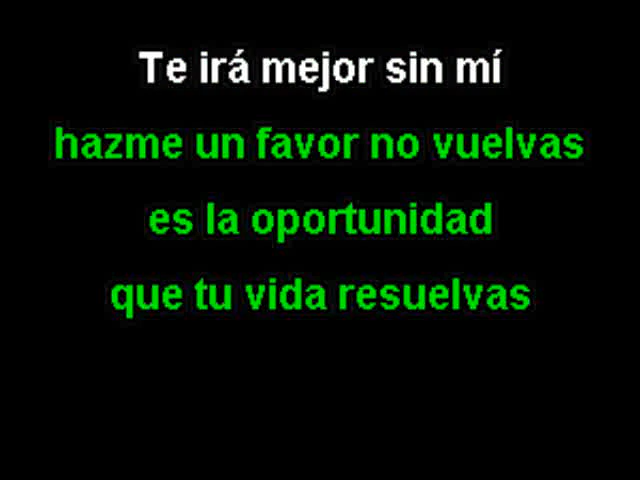 Te irá mejor sin mí
hazme un favor no vuelvas
es la oportunidad
que tu vida resuelvas